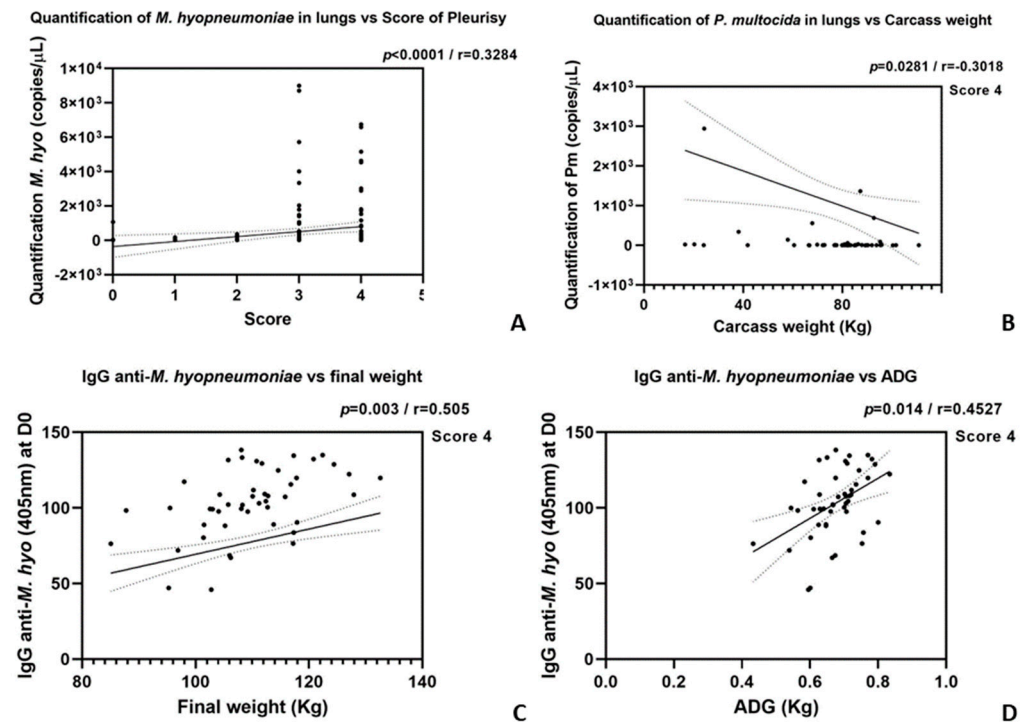 Quantification of M. hyopneumoniae in lungs vs Score of Pleurisy
p<0.0001 / r=0.3284
Quantification M. hyo (copies/μL)
1×10⁴
8×10³
6×10³
4×10³
2×10³
0
-2×10³
0 1 2 3 4 5
Score
A
Quantification of P. multocida in lungs vs Carcass weight
p=0.0281 / r=-0.3018
Score 4
Quantification of Pm (copies/μL)
4×10³
3×10³
2×10³
1×10³
0
-1×10³
0 40 80
Carcass weight (Kg)
B
IgG anti-M. hyopneumoniae vs final weight
p=0.003 / r=0.505
Score 4
IgG anti-M. hyo (405nm) at D0
150
100
50
0
80 100 120 140
Final weight (Kg)
C
IgG anti-M. hyopneumoniae vs ADG
p=0.014 / r=0.4527
Score 4
IgG anti-M. hyo (405nm) at D0
150
100
50
0
0.0 0.2 0.4 0.6 0.8 1.0
ADG (Kg)
D